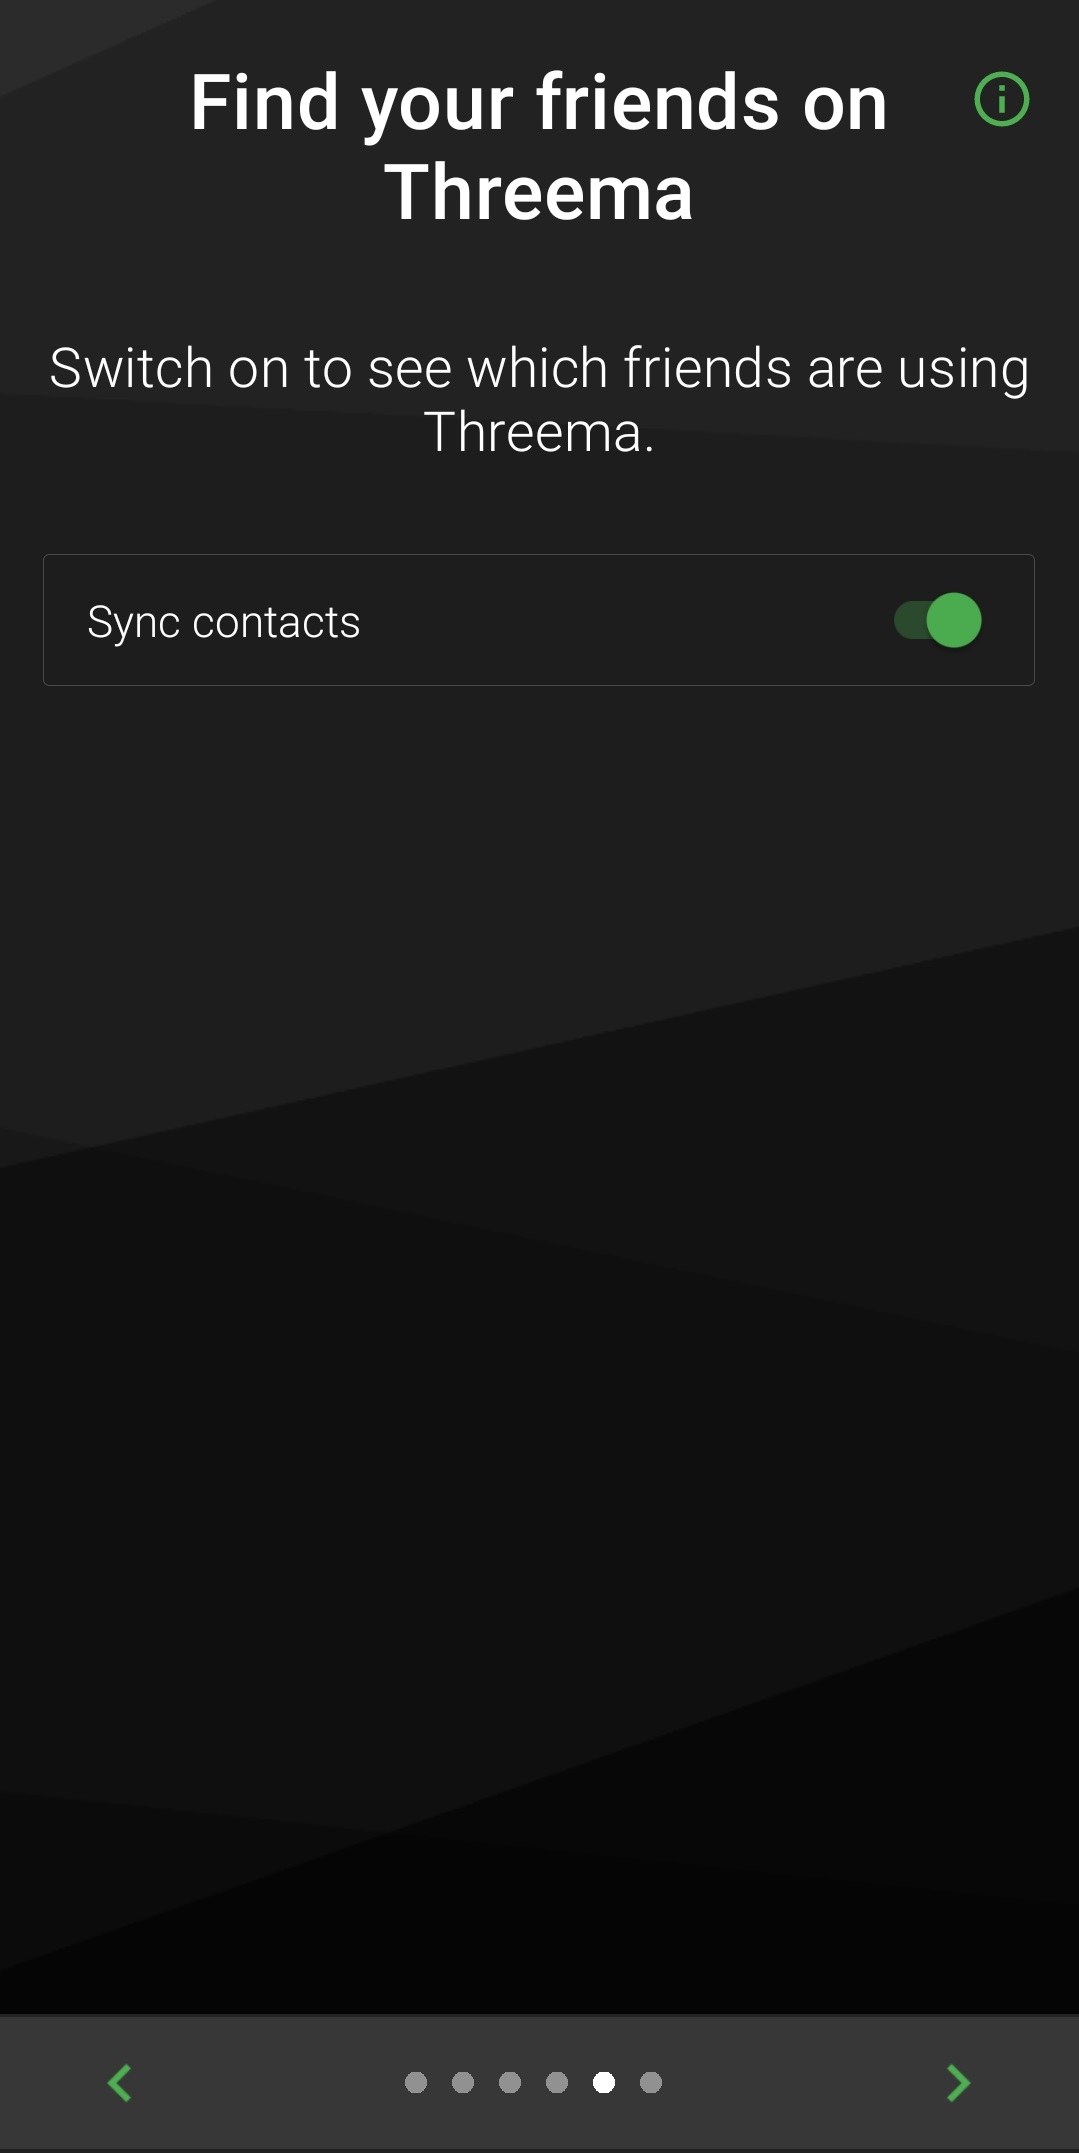 Find your friends on
Threema
Switch on to see which friends are using
Threema.
Sync contacts